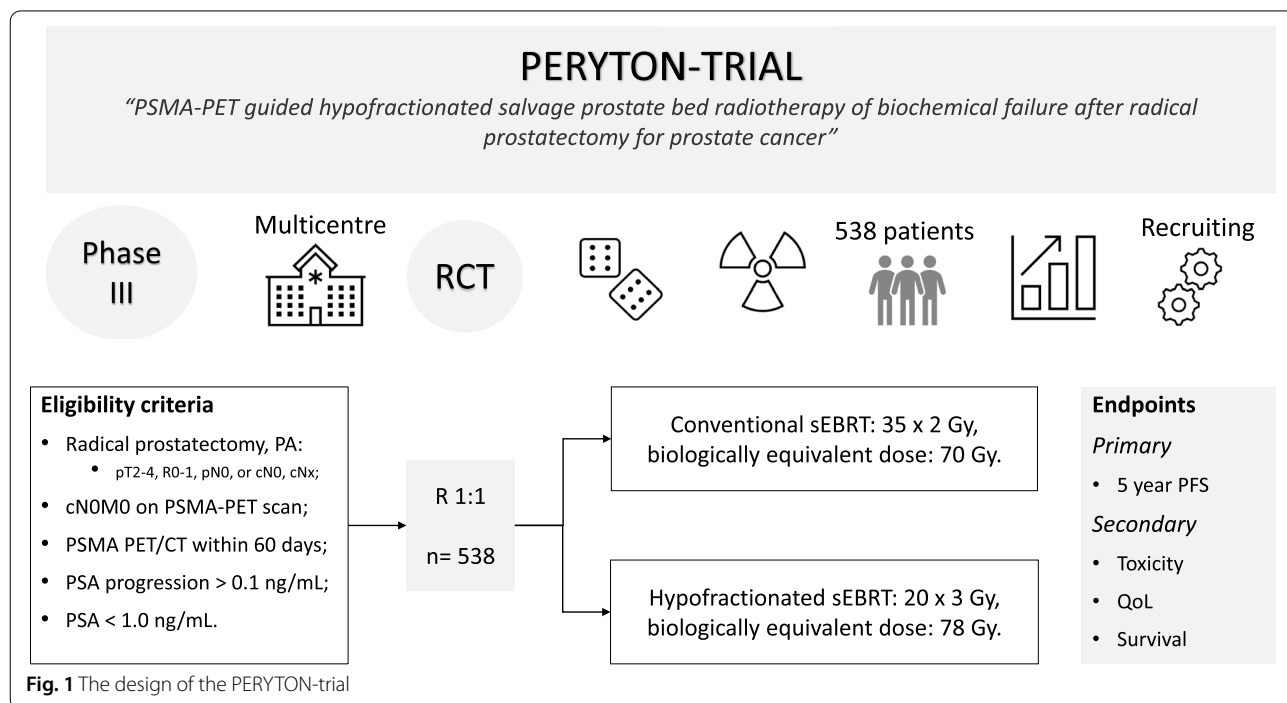 PERYTON-TRIAL
“PSMA-PET guided hypofractionated salvage prostate bed radiotherapy of biochemical failure after radical
prostatectomy for prostate cancer”
Phase
III
Multicentre
RCT
538 patients
Recruiting
Eligibility criteria
• Radical prostatectomy, PA:
• pT2-4, R0-1, pN0, or cN0, cNx;
• cN0M0 on PSMA-PET scan;
• PSMA PET/CT within 60 days;
• PSA progression > 0.1 ng/mL;
• PSA < 1.0 ng/mL.
R 1:1
n= 538
Conventional sEBRT: 35 x 2 Gy,
biologically equivalent dose: 70 Gy.
Hypofractionated sEBRT: 20 x 3 Gy,
biologically equivalent dose: 78 Gy.
Endpoints
Primary
• 5 year PFS
Secondary
• Toxicity
• QoL
• Survival
Fig. 1 The design of the PERYTON-trial